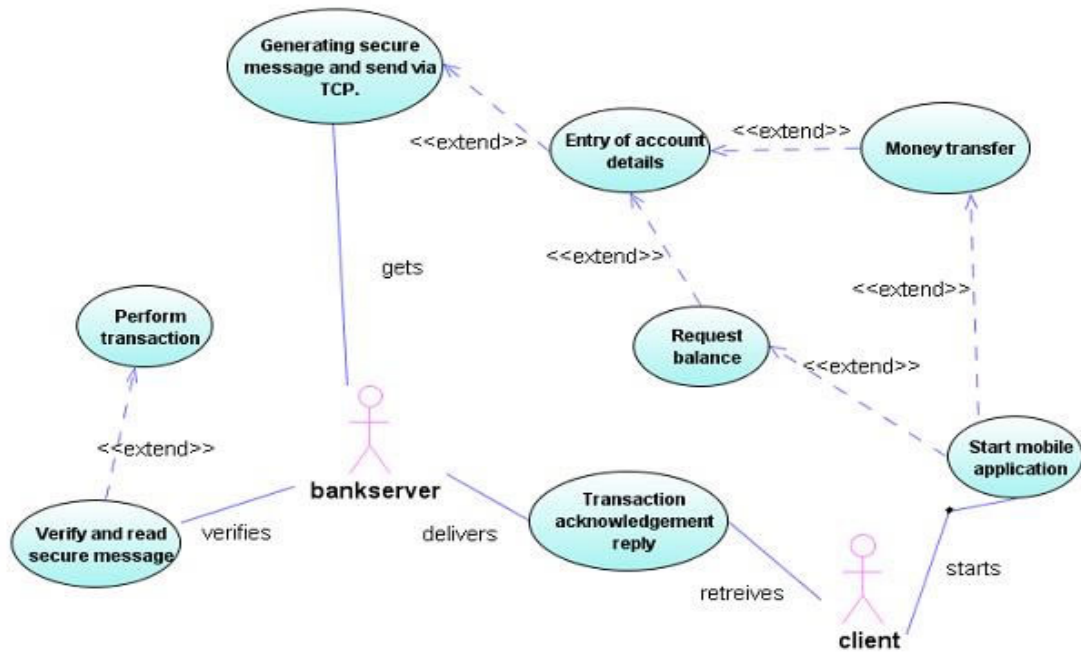 Generating secure
message and send via
TCP.
<<extend>>
Entry of account
details
<<extend>>
Money transfer
gets
<<extend>>
<<extend>>
Perform
transaction
Request
balance
<<extend>>
<<extend>>
Start mobile
application
bankserver
Verify and read
secure message
verifies
delivers
Transaction
acknowledgement
reply
retreives
starts
client